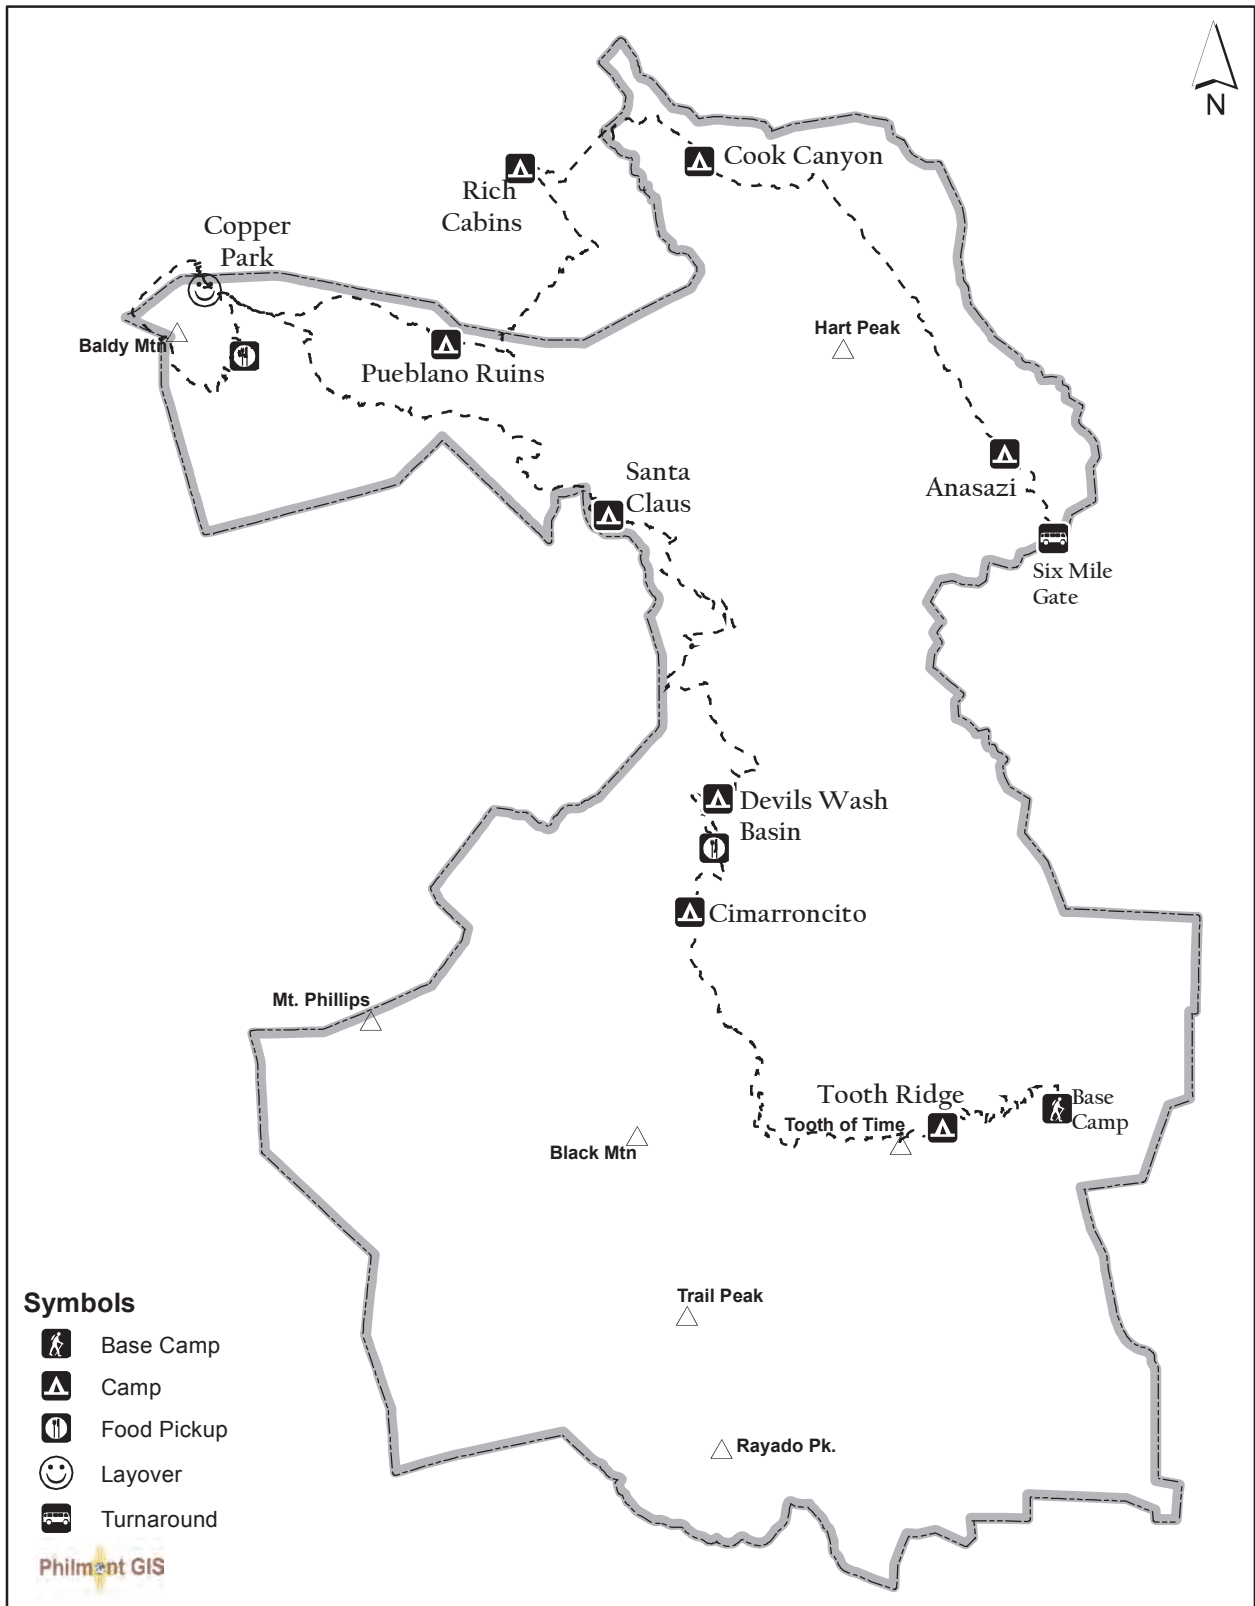 N
Cook Canyon
Rich
Cabins
Copper
Park
Hart Peak
Baldy Mtn
Pueblano Ruins
Santa
Claus
Anasazi
Six Mile
Gate
Devils Wash
Basin
Cimarroncito
Mt. Phillips
Tooth Ridge
Base
Camp
Tooth of Time
Black Mtn
Trail Peak
Rayado Pk.
Symbols
Base Camp
Camp
Food Pickup
Layover
Turnaround
Philmont GIS